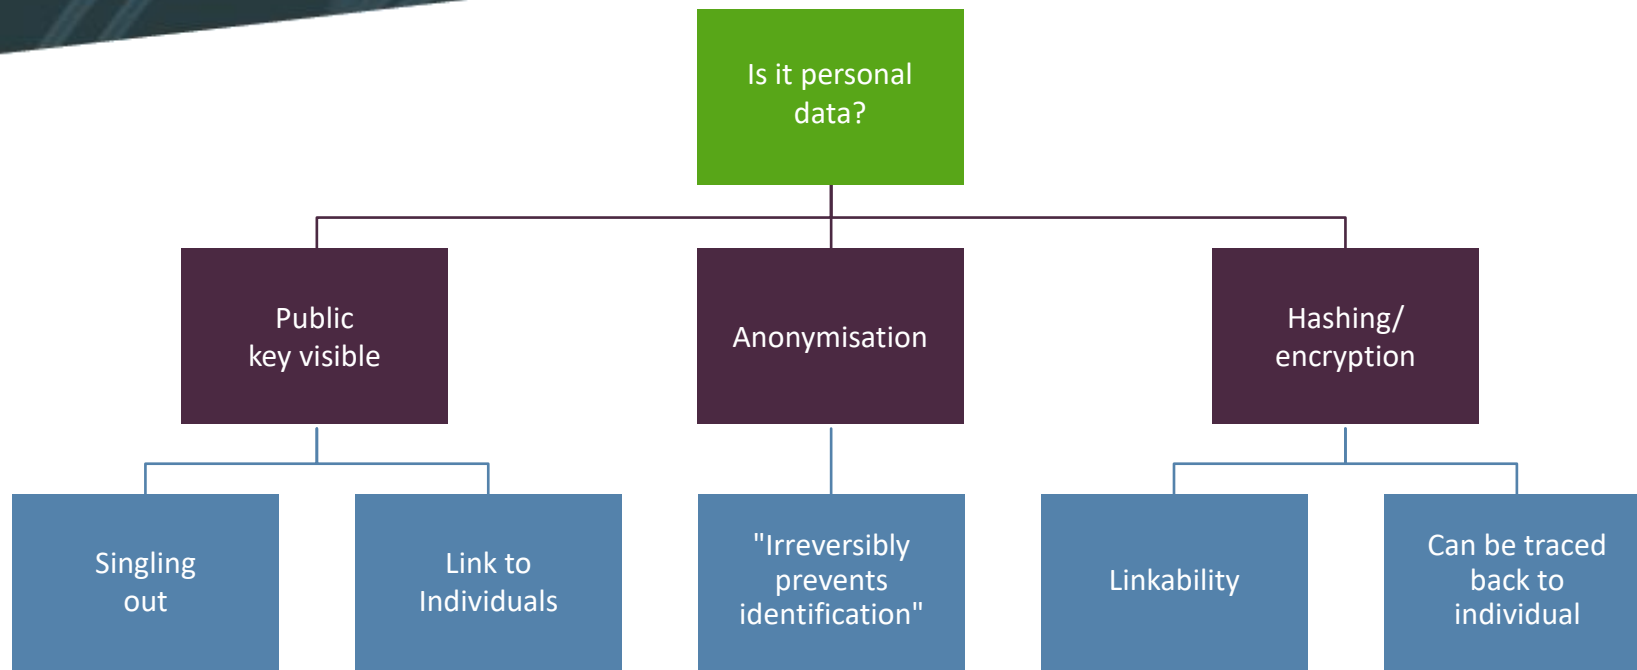 Is it personal
data?
Public
key visible
Anonymisation
Hashing/
encryption
Singling
out
Link to
Individuals
"Irreversibly
prevents
identification"
Linkability
Can be traced
back to
individual